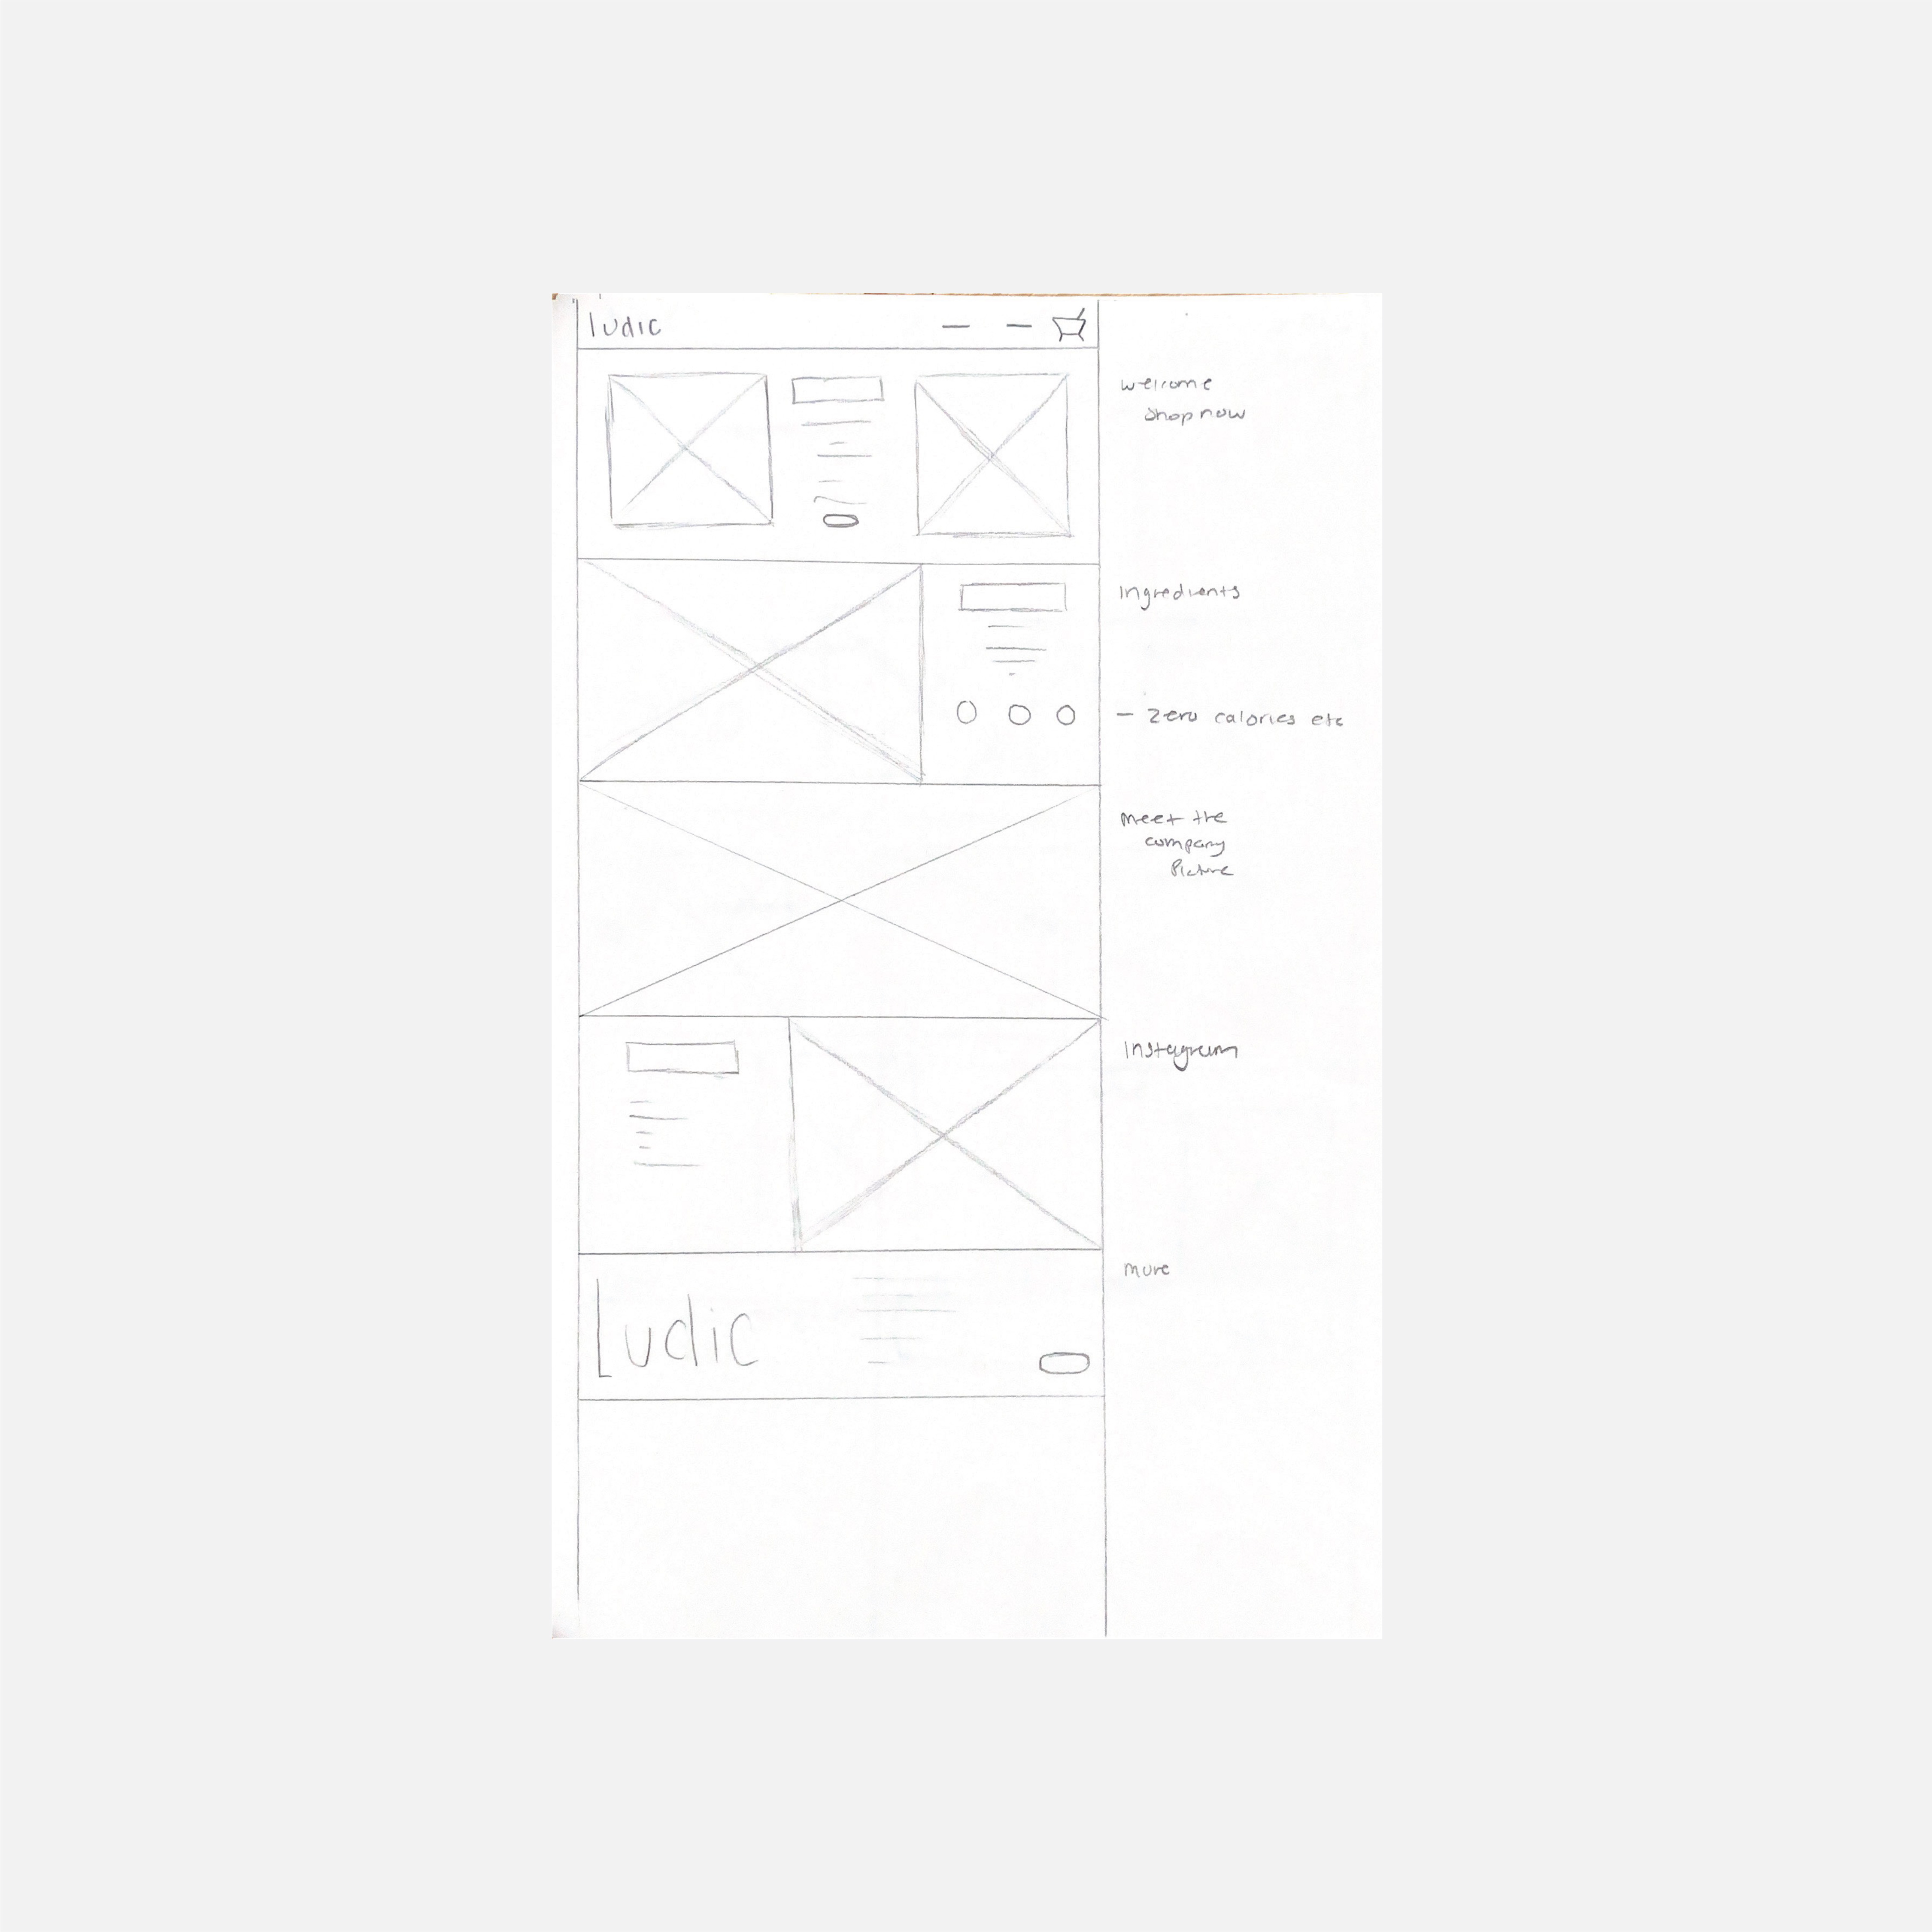 ludic
welcome
shop now
Ingredients
- Zero calories etc
meet the
company
Picture
Instagram
more
Ludic